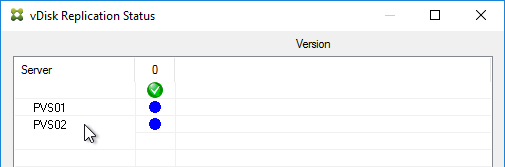 vDisk Replication Status
Version
Server 0
PVS01
PVS02